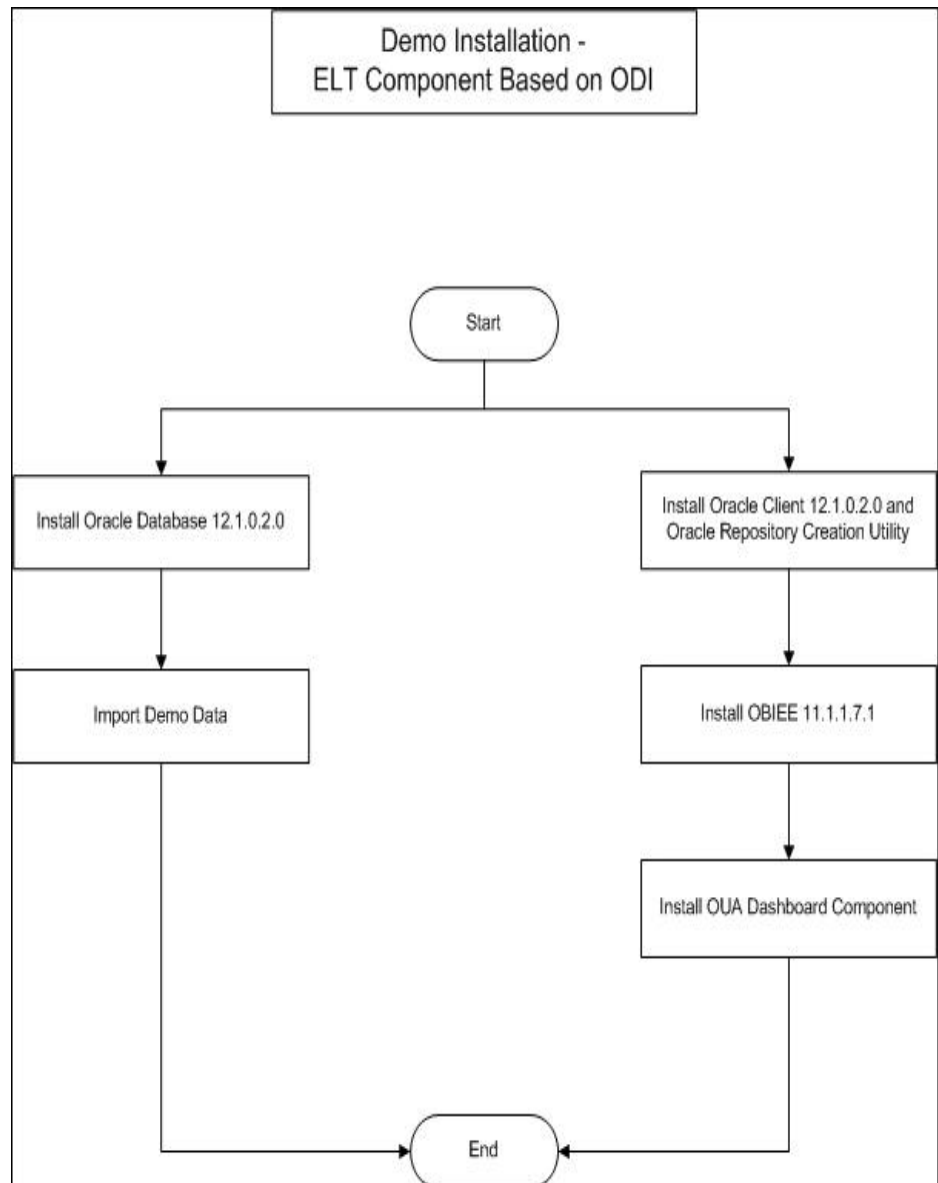 Demo Installation -
ELT Component Based on ODI
Start
Install Oracle Database 12.1.0.2.0
Install Oracle Client 12.1.0.2.0 and
Oracle Repository Creation Utility
Import Demo Data
Install OBIEE 11.1.1.7.1
Install OUA Dashboard Component
End